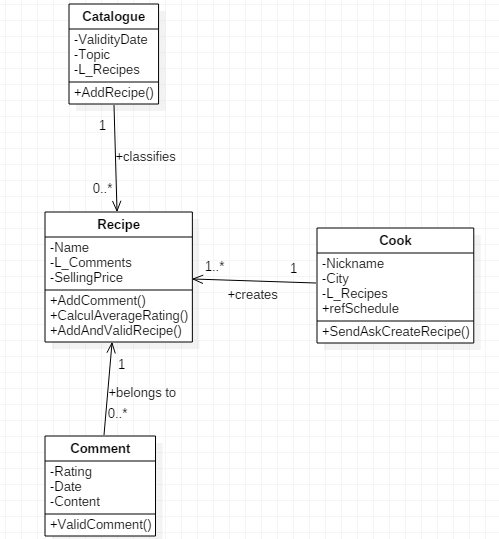 Catalogue
-ValidityDate
-Topic
-L_Recipes
+AddRecipe()
1
+classifies
0..*
Recipe
-Name
-L_Comments
-SellingPrice
+AddComment()
+CalculAverageRating()
+AddAndValidRecipe()
1..*
1
+creates
Cook
-Nickname
-City
-L_Recipes
+refSchedule
+SendAskCreateRecipe()
1
+belongs to
0..*
Comment
-Rating
-Date
-Content
+ValidComment()